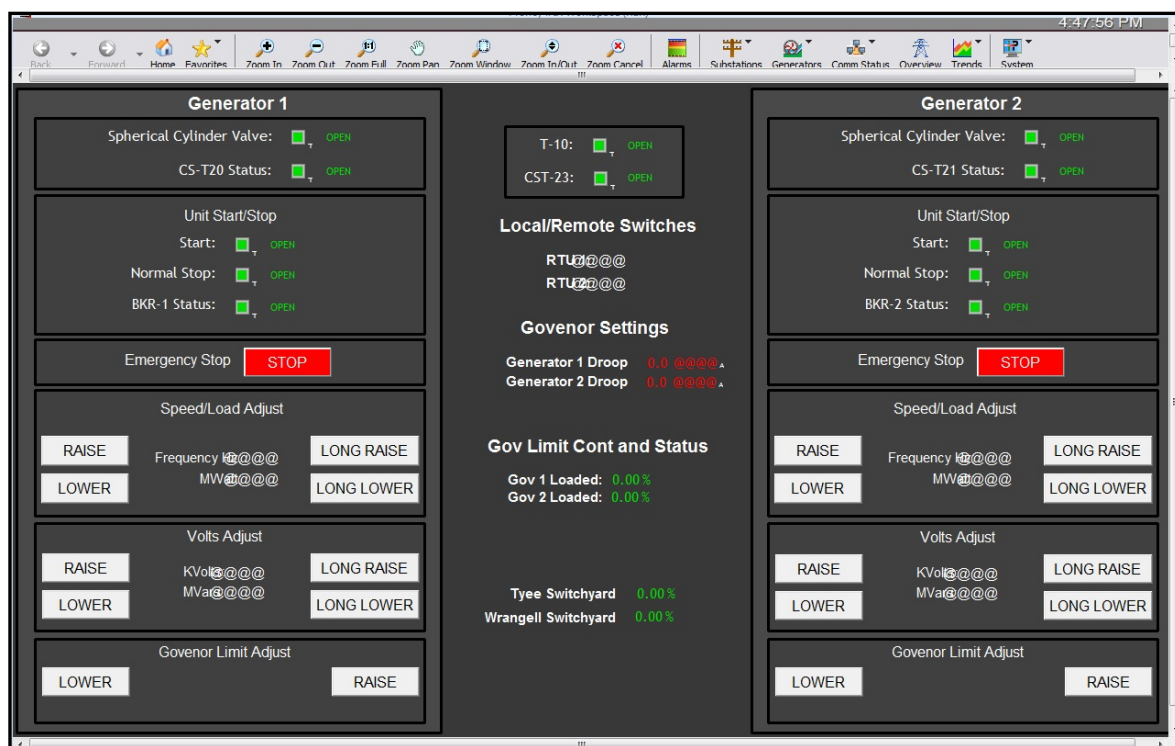 4:47:56 PM
Back Forward Home Favorites Zoom In Zoom Out Zoom Full Zoom Pan Zoom Window Zoom In/Out Zoom Cancel Alarms Substations Generators Comm Status Overview Trends System
Generator 1
Spherical Cylinder Valve: T OPEN
CS-T20 Status: T OPEN
Unit Start/Stop
Start: T OPEN
Normal Stop: T OPEN
BKR-1 Status: T OPEN
Emergency Stop STOP
Speed/Load Adjust
RAISE LONG RAISE
Frequency @@@@
MWatt @@@@
LOWER LONG LOWER
Volts Adjust
RAISE LONG RAISE
KVolts @@@@
MVars @@@@
LOWER LONG LOWER
Govenor Limit Adjust
LOWER RAISE
T-10: T OPEN
CST-23: T OPEN
Local/Remote Switches
RTU 1: @@@@
RTU 2: @@@@
Govenor Settings
Generator 1 Droop 0.0 @@@@ A
Generator 2 Droop 0.0 @@@@ A
Gov Limit Cont and Status
Gov 1 Loaded: 0.00 %
Gov 2 Loaded: 0.00 %
Tyee Switchyard 0.00 %
Wrangell Switchyard 0.00 %
Generator 2
Spherical Cylinder Valve: T OPEN
CS-T21 Status: T OPEN
Unit Start/Stop
Start: T OPEN
Normal Stop: T OPEN
BKR-2 Status: T OPEN
Emergency Stop STOP
Speed/Load Adjust
RAISE LONG RAISE
Frequency @@@@
MWatt @@@@
LOWER LONG LOWER
Volts Adjust
RAISE LONG RAISE
KVolts @@@@
MVars @@@@
LOWER LONG LOWER
Govenor Limit Adjust
LOWER RAISE